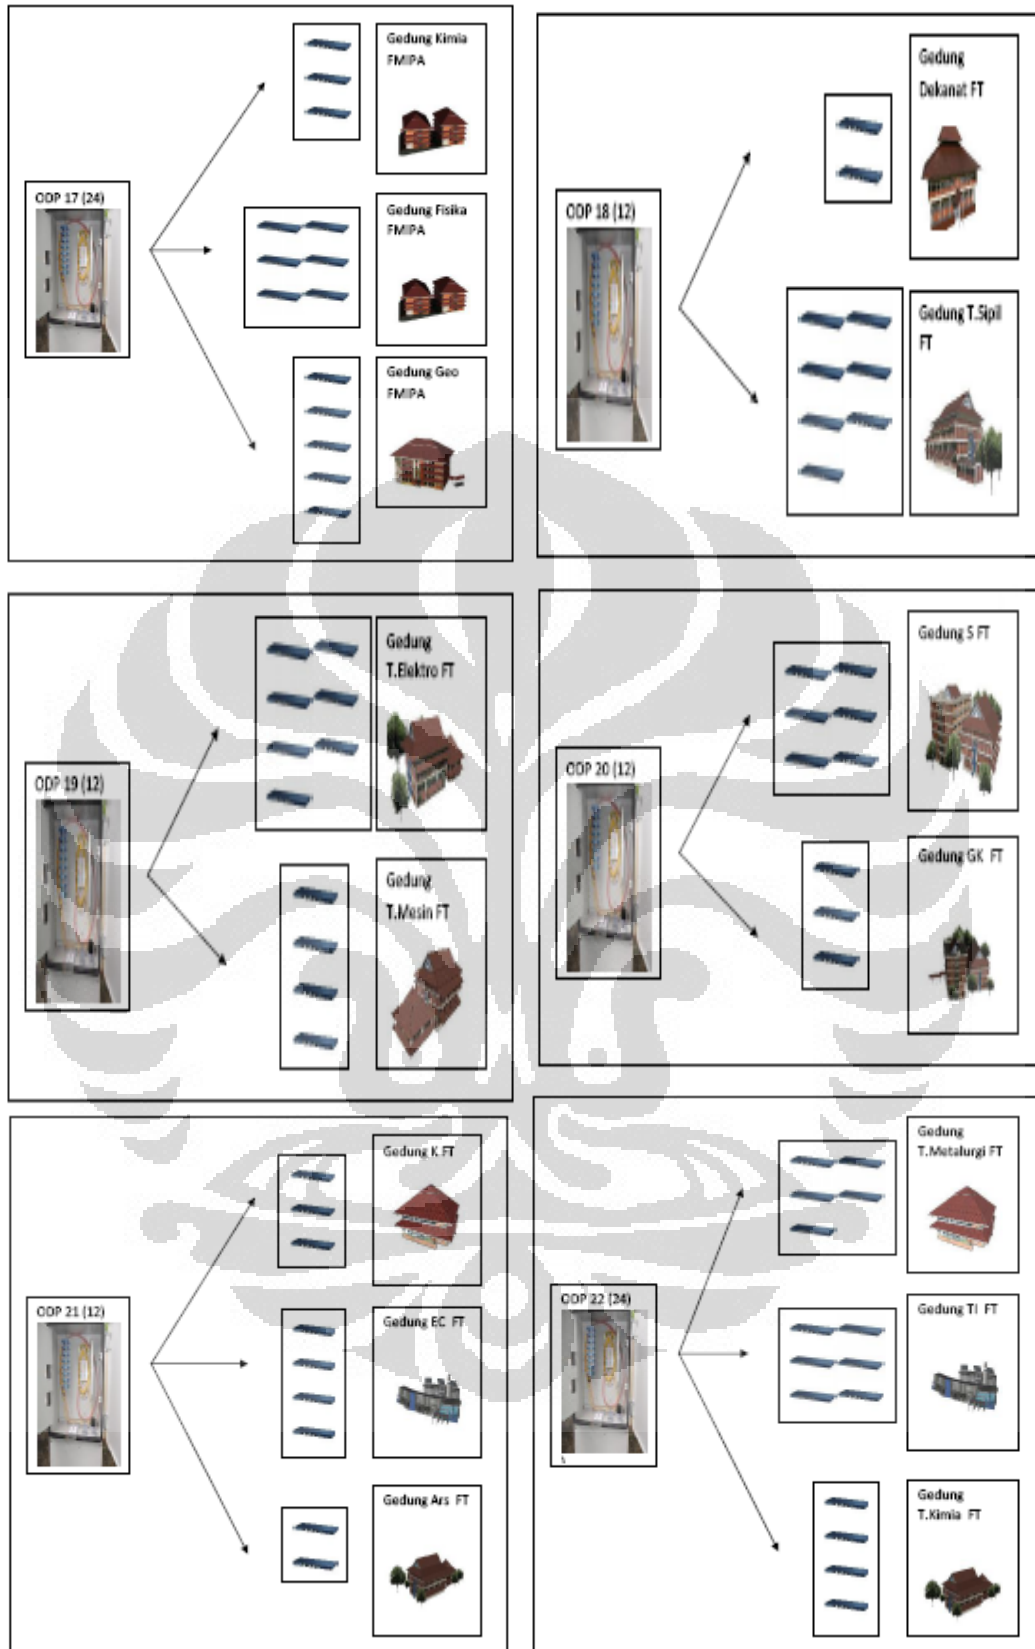 Gedung Kimia
FMIPA
ODP 17 (24)
Gedung Fisika
FMIPA
Gedung Geo
FMIPA
Gedung
Dekanat FT
ODP 18 (12)
Gedung T.Sipil
FT
Gedung
T.Elektro FT
ODP 19 (12)
Gedung
T.Mesin FT
Gedung S FT
ODP 20 (12)
Gedung GK FT
Gedung K FT
ODP 21 (12)
Gedung EC FT
Gedung Ars FT
Gedung
T.Metalurgi FT
ODP 22 (24)
Gedung TI FT
Gedung
T.Kimia FT